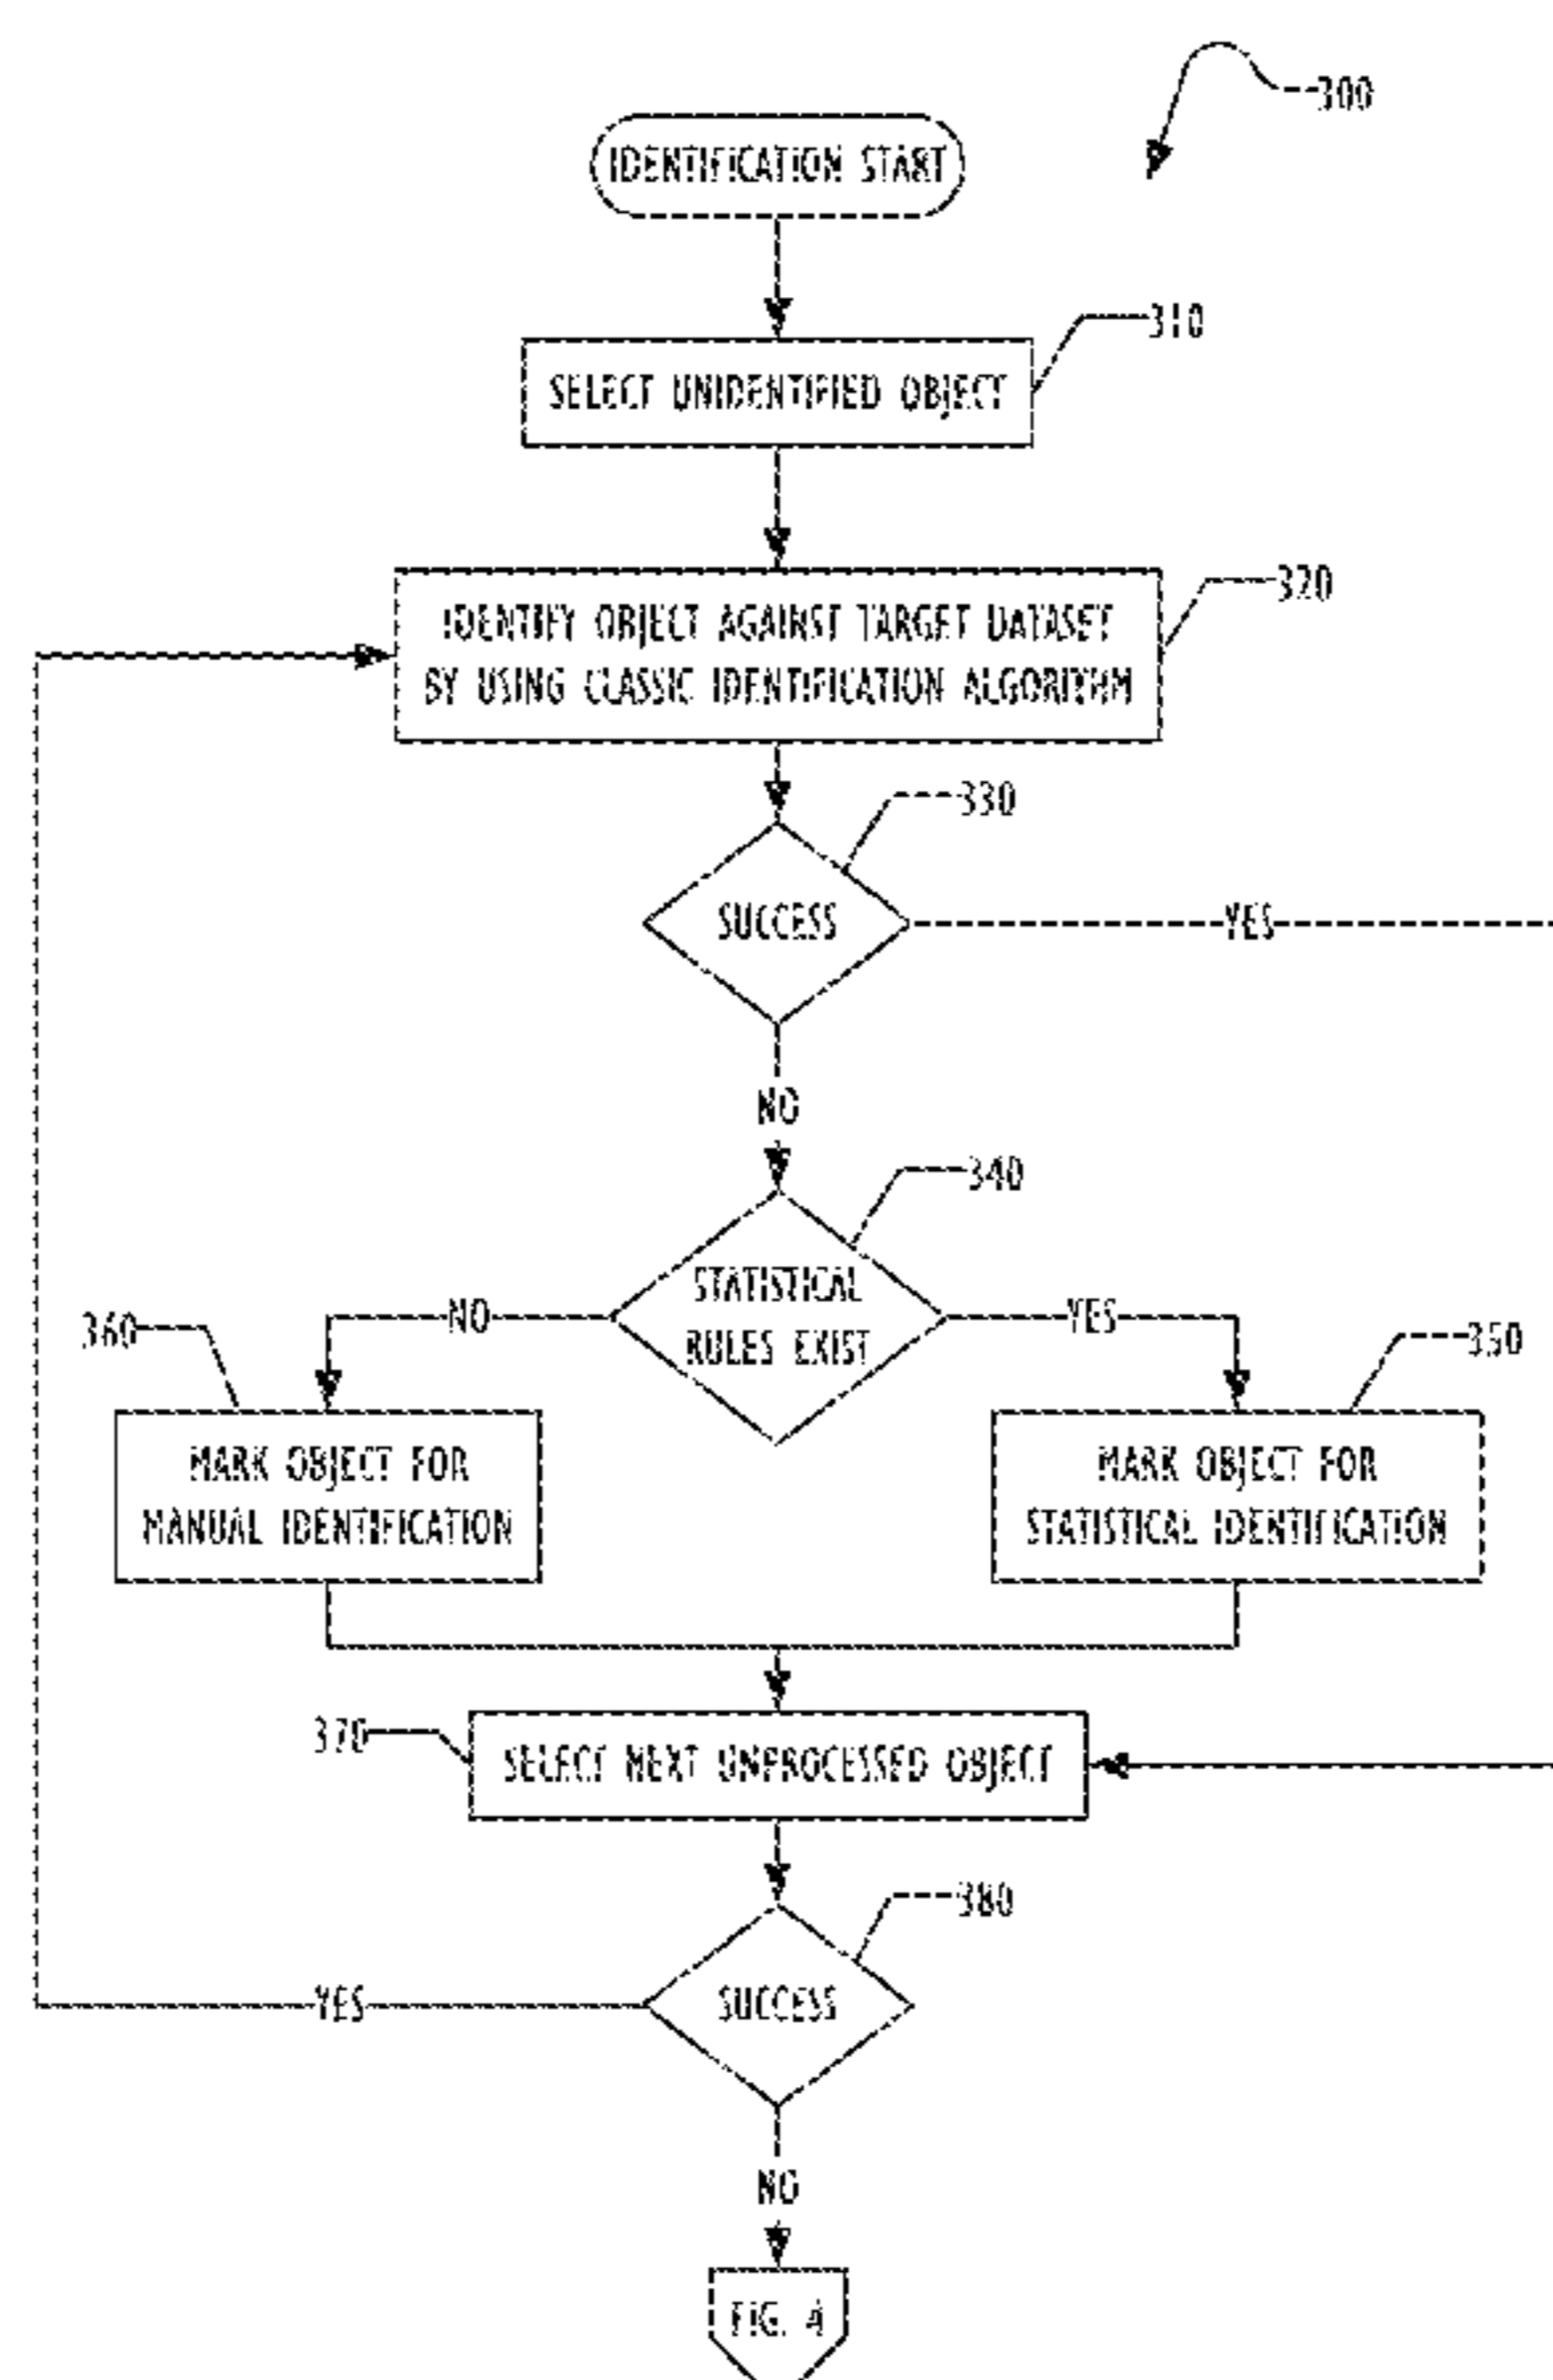 300
IDENTIFICATION START
310
SELECT UNIDENTIFIED OBJECT
320
IDENTIFY OBJECT AGAINST TARGET DATASET
BY USING CLASSIC IDENTIFICATION ALGORITHM
330
SUCCESS
YES
NO
340
STATISTICAL
RULES EXIST
NO
YES
360
350
MARK OBJECT FOR
MANUAL IDENTIFICATION
MARK OBJECT FOR
STATISTICAL IDENTIFICATION
370
SELECT NEXT UNPROCESSED OBJECT
380
SUCCESS
YES
NO
FIG. 4